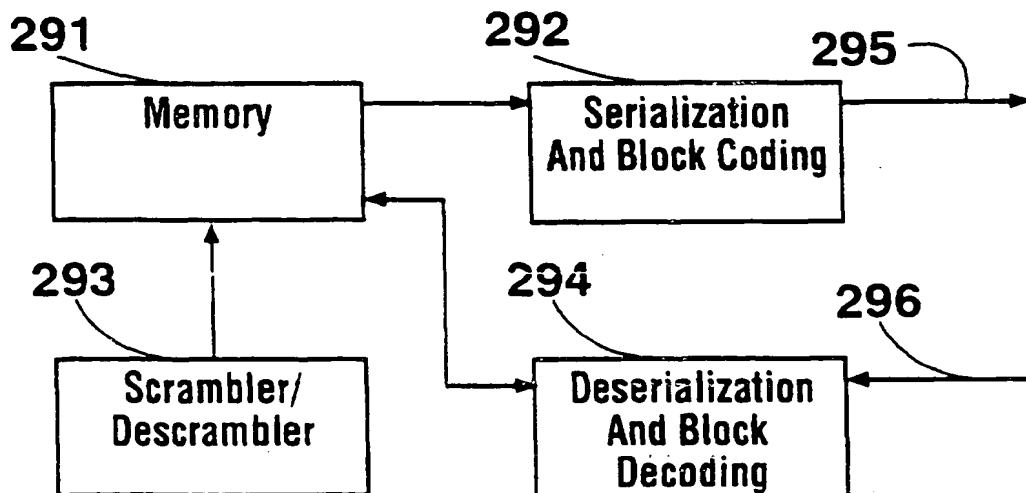 291
292
295
Memory
Serialization
And Block Coding
293
294
296
Scrambler/
Descrambler
Deserialization
And Block
Decoding